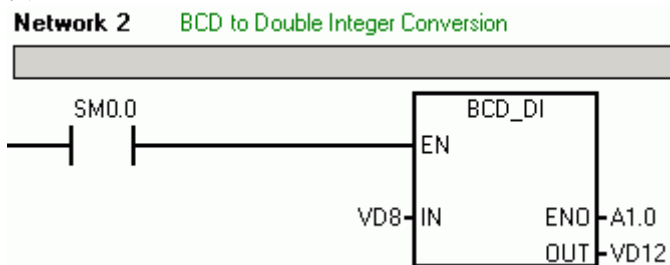 Network 2 BCD to Double Integer Conversion
SM0.0
BCD_DI
EN
VD8 IN ENO A1.0
OUT VD12